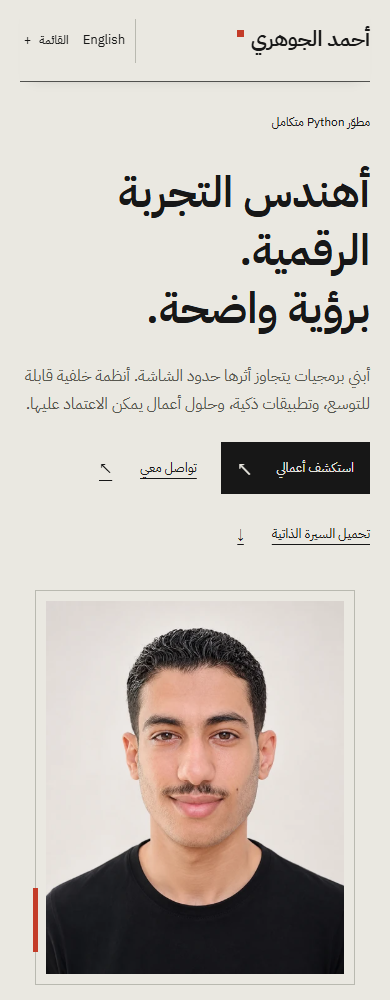 أحمد الجوهري
English
القائمة +
مطوّر Python متكامل
أهندس التجربة
الرقمية.
برؤية واضحة.
أبني برمجيات يتجاوز أثرها حدود الشاشة. أنظمة خلفية قابلة
للتوسع، وتطبيقات ذكية، وحلول أعمال يمكن الاعتماد عليها.
استكشف أعمالي ↖
تواصل معي ↖
تحميل السيرة الذاتية ↓